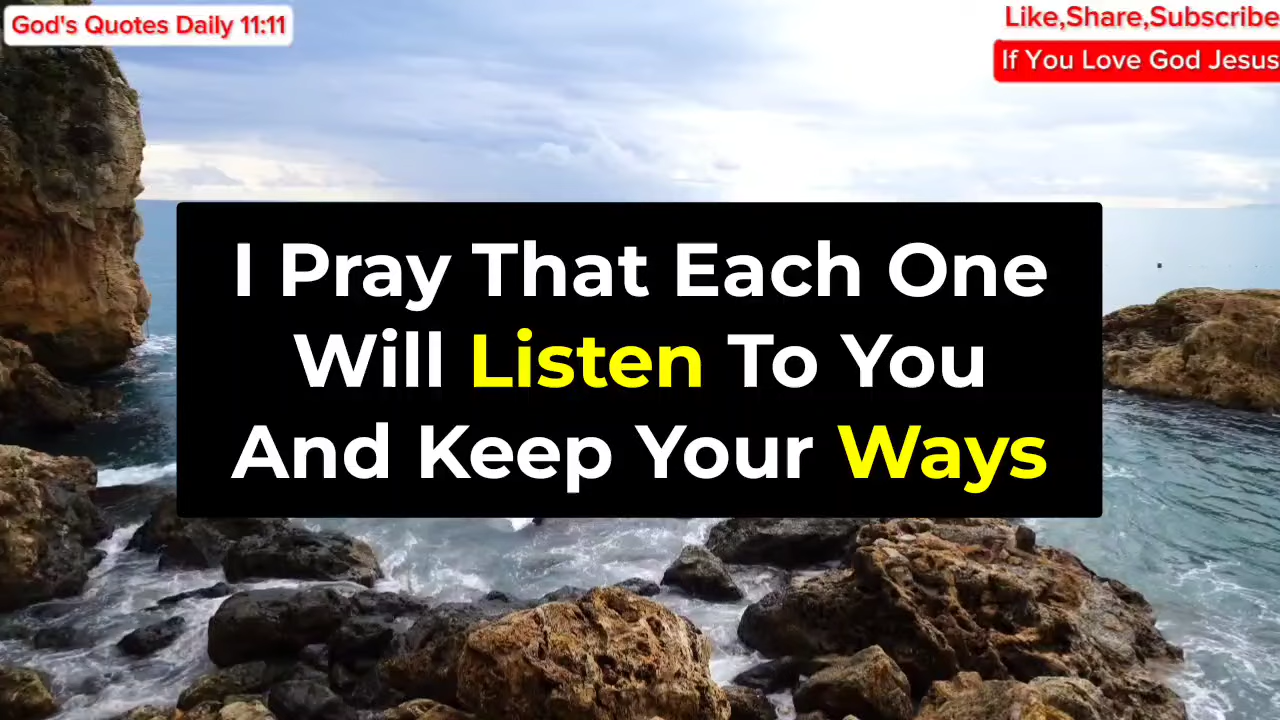 God's Quotes Daily 11:11
Like,Share,Subscribe
If You Love God Jesus
I Pray That Each One
Will Listen To You
And Keep Your Ways